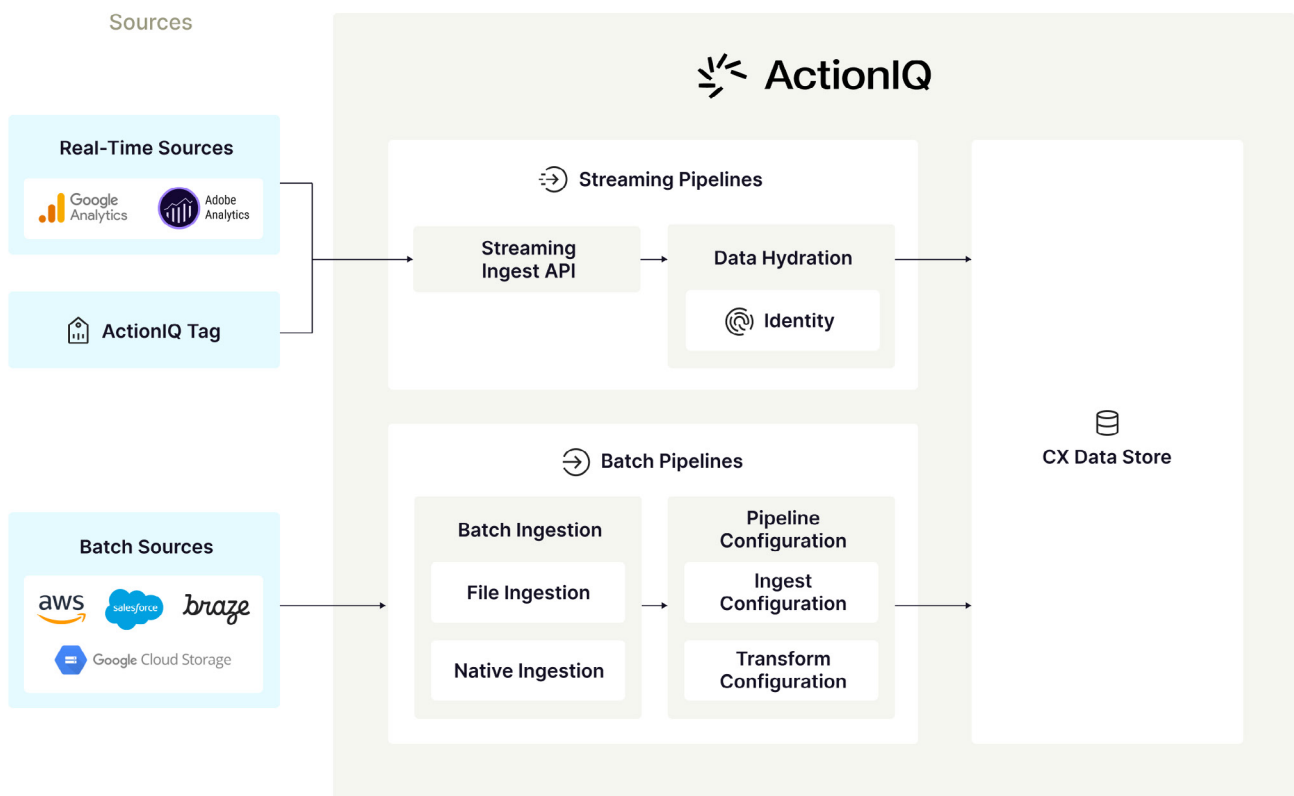 Sources
ActionIQ
Real-Time Sources
Google
Analytics
Adobe
Analytics
ActionIQ Tag
Streaming Pipelines
Streaming
Ingest API
Data Hydration
Identity
CX Data Store
Batch Sources
aws
salesforce
braze
Google Cloud Storage
Batch Pipelines
Batch Ingestion
File Ingestion
Native Ingestion
Pipeline
Configuration
Ingest
Configuration
Transform
Configuration